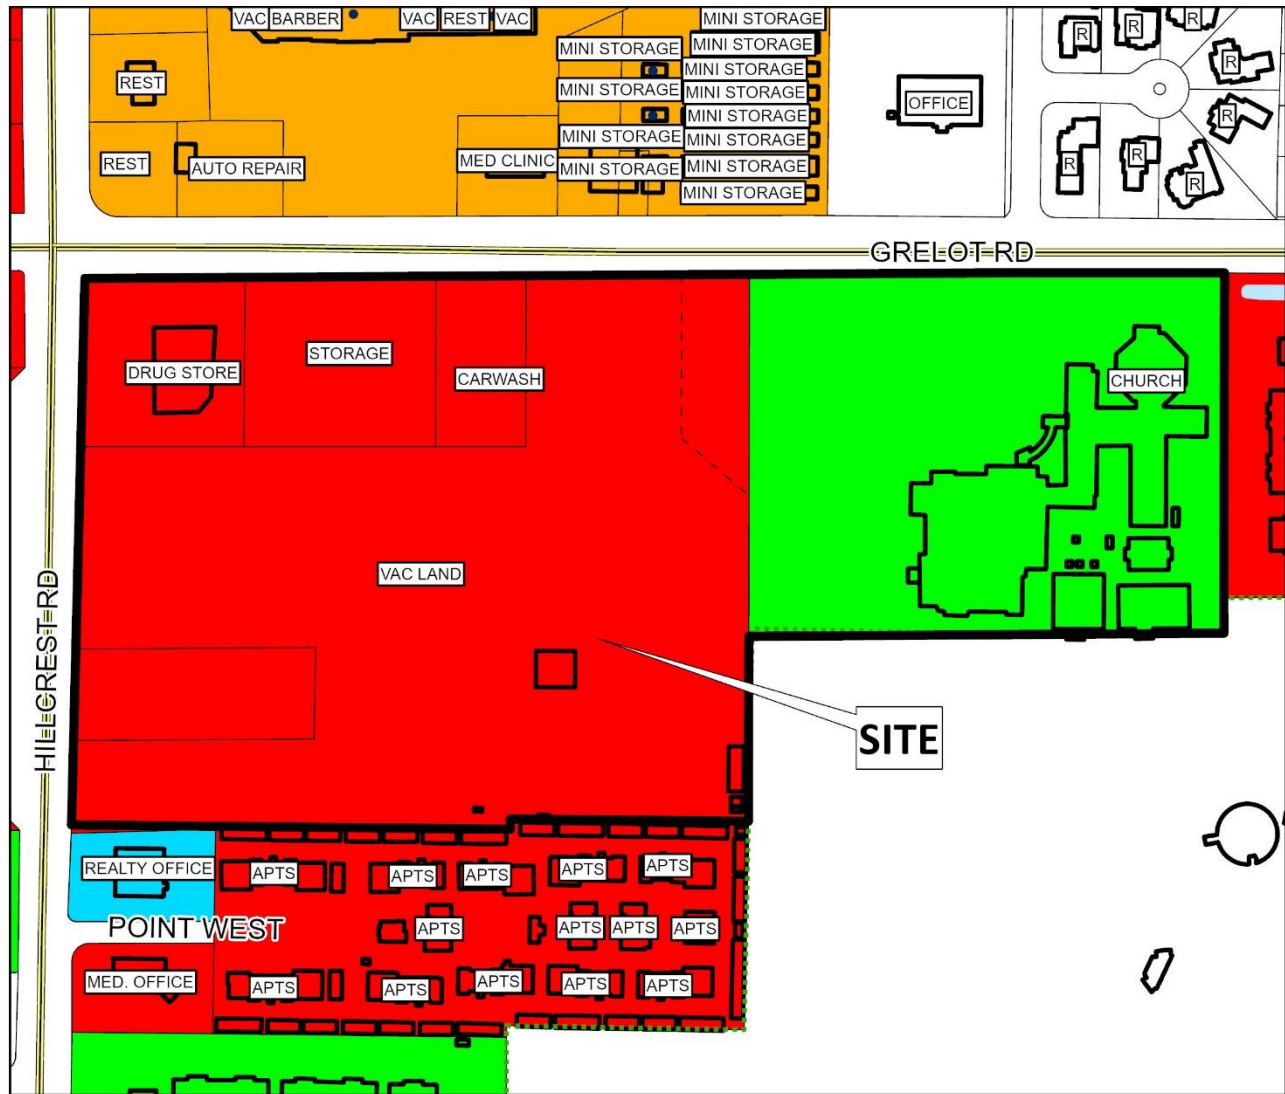 VAC
BARBER
VAC
REST
VAC
MINI STORAGE
R
R
R
MINI STORAGE
MINI STORAGE
R
REST
MINI STORAGE
MINI STORAGE
MINI STORAGE
OFFICE
MINI STORAGE
R
MINI STORAGE
MINI STORAGE
R
R
REST
AUTO REPAIR
MED CLINIC
MINI STORAGE
MINI STORAGE
MINI STORAGE
R
GRELOT RD
DRUG STORE
STORAGE
CARWASH
CHURCH
VAC LAND
HILLCREST RD
SITE
REALTY OFFICE
APTS
APTS
APTS
APTS
APTS
POINT WEST
APTS
APTS
APTS
APTS
MED. OFFICE
APTS
APTS
APTS
APTS
APTS